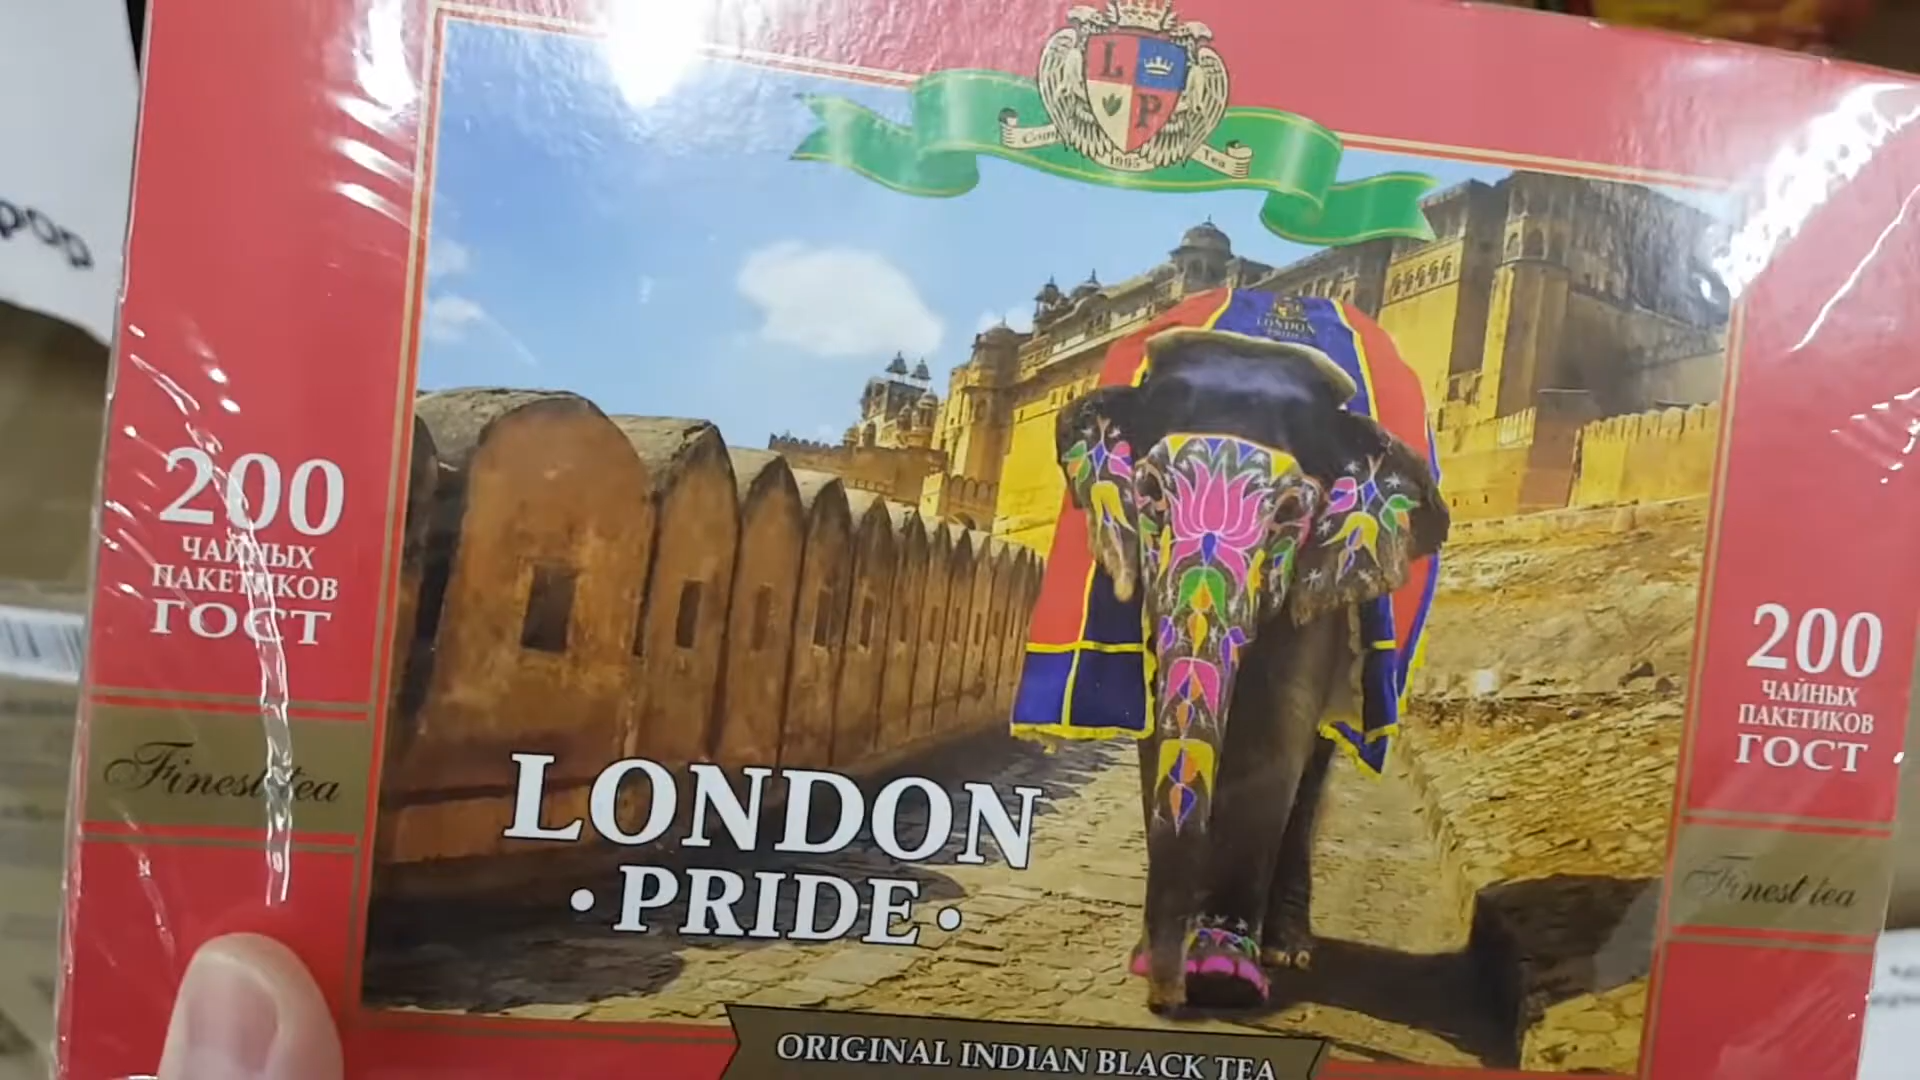 L
P
1995
Tea
LONDON
PRIDE
200
ЧАЙНЫХ
ПАКЕТИКОВ
ГОСТ
Finest tea
LONDON
• PRIDE •
200
ЧАЙНЫХ
ПАКЕТИКОВ
ГОСТ
Finest tea
ORIGINAL INDIAN BLACK TEA